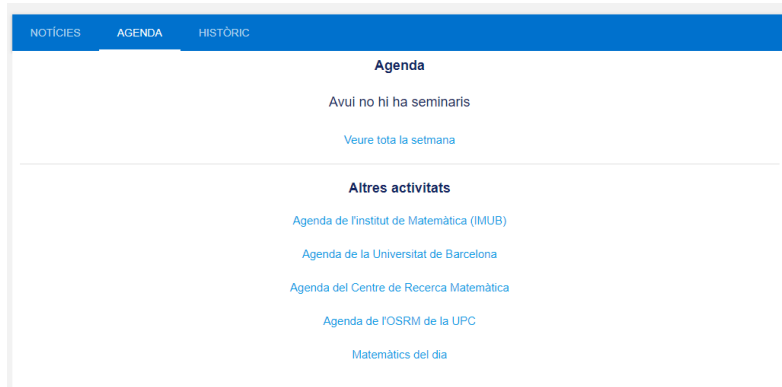 NOTÍCIES AGENDA HISTÒRIC
Agenda
Avui no hi ha seminaris
Veure tota la setmana
Altres activitats
Agenda de l'institut de Matemàtica (IMUB)
Agenda de la Universitat de Barcelona
Agenda del Centre de Recerca Matemàtica
Agenda de l'OSRM de la UPC
Matemàtics del dia